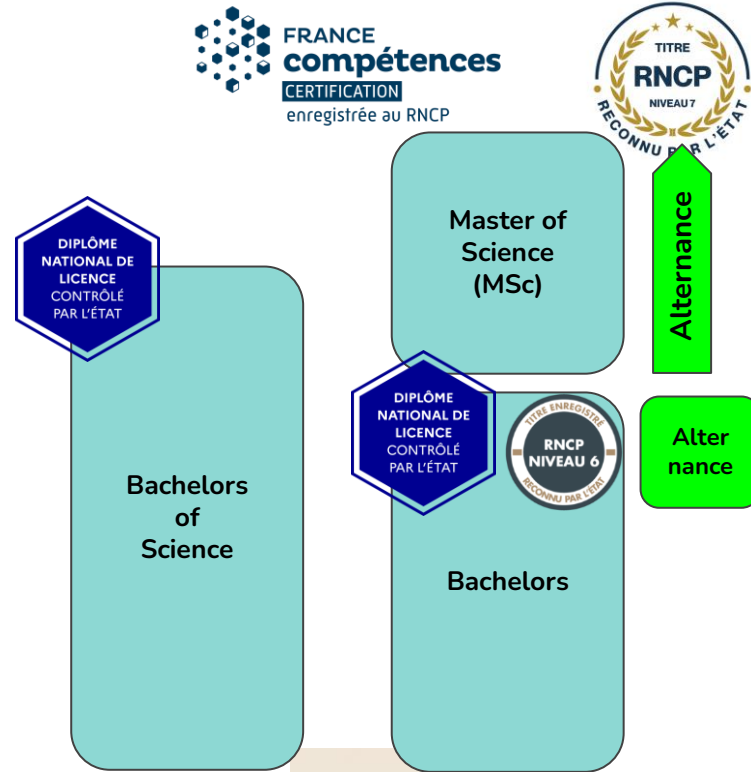 FRANCE
compétences
CERTIFICATION
enregistrée au RNCP
TITRE
RNCP
NIVEAU 7
RECONNU PAR L'ÉTAT
Master of
Science
(MSc)
Alternance
DIPLÔME
NATIONAL DE
LICENCE
CONTRÔLÉ
PAR L'ÉTAT
Bachelors
of
Science
DIPLÔME
NATIONAL DE
LICENCE
CONTRÔLÉ
PAR L'ÉTAT
TITRE ENREGISTRÉ
RNCP
NIVEAU 6
RECONNU PAR L'ÉTAT
Alter
nance
Bachelors